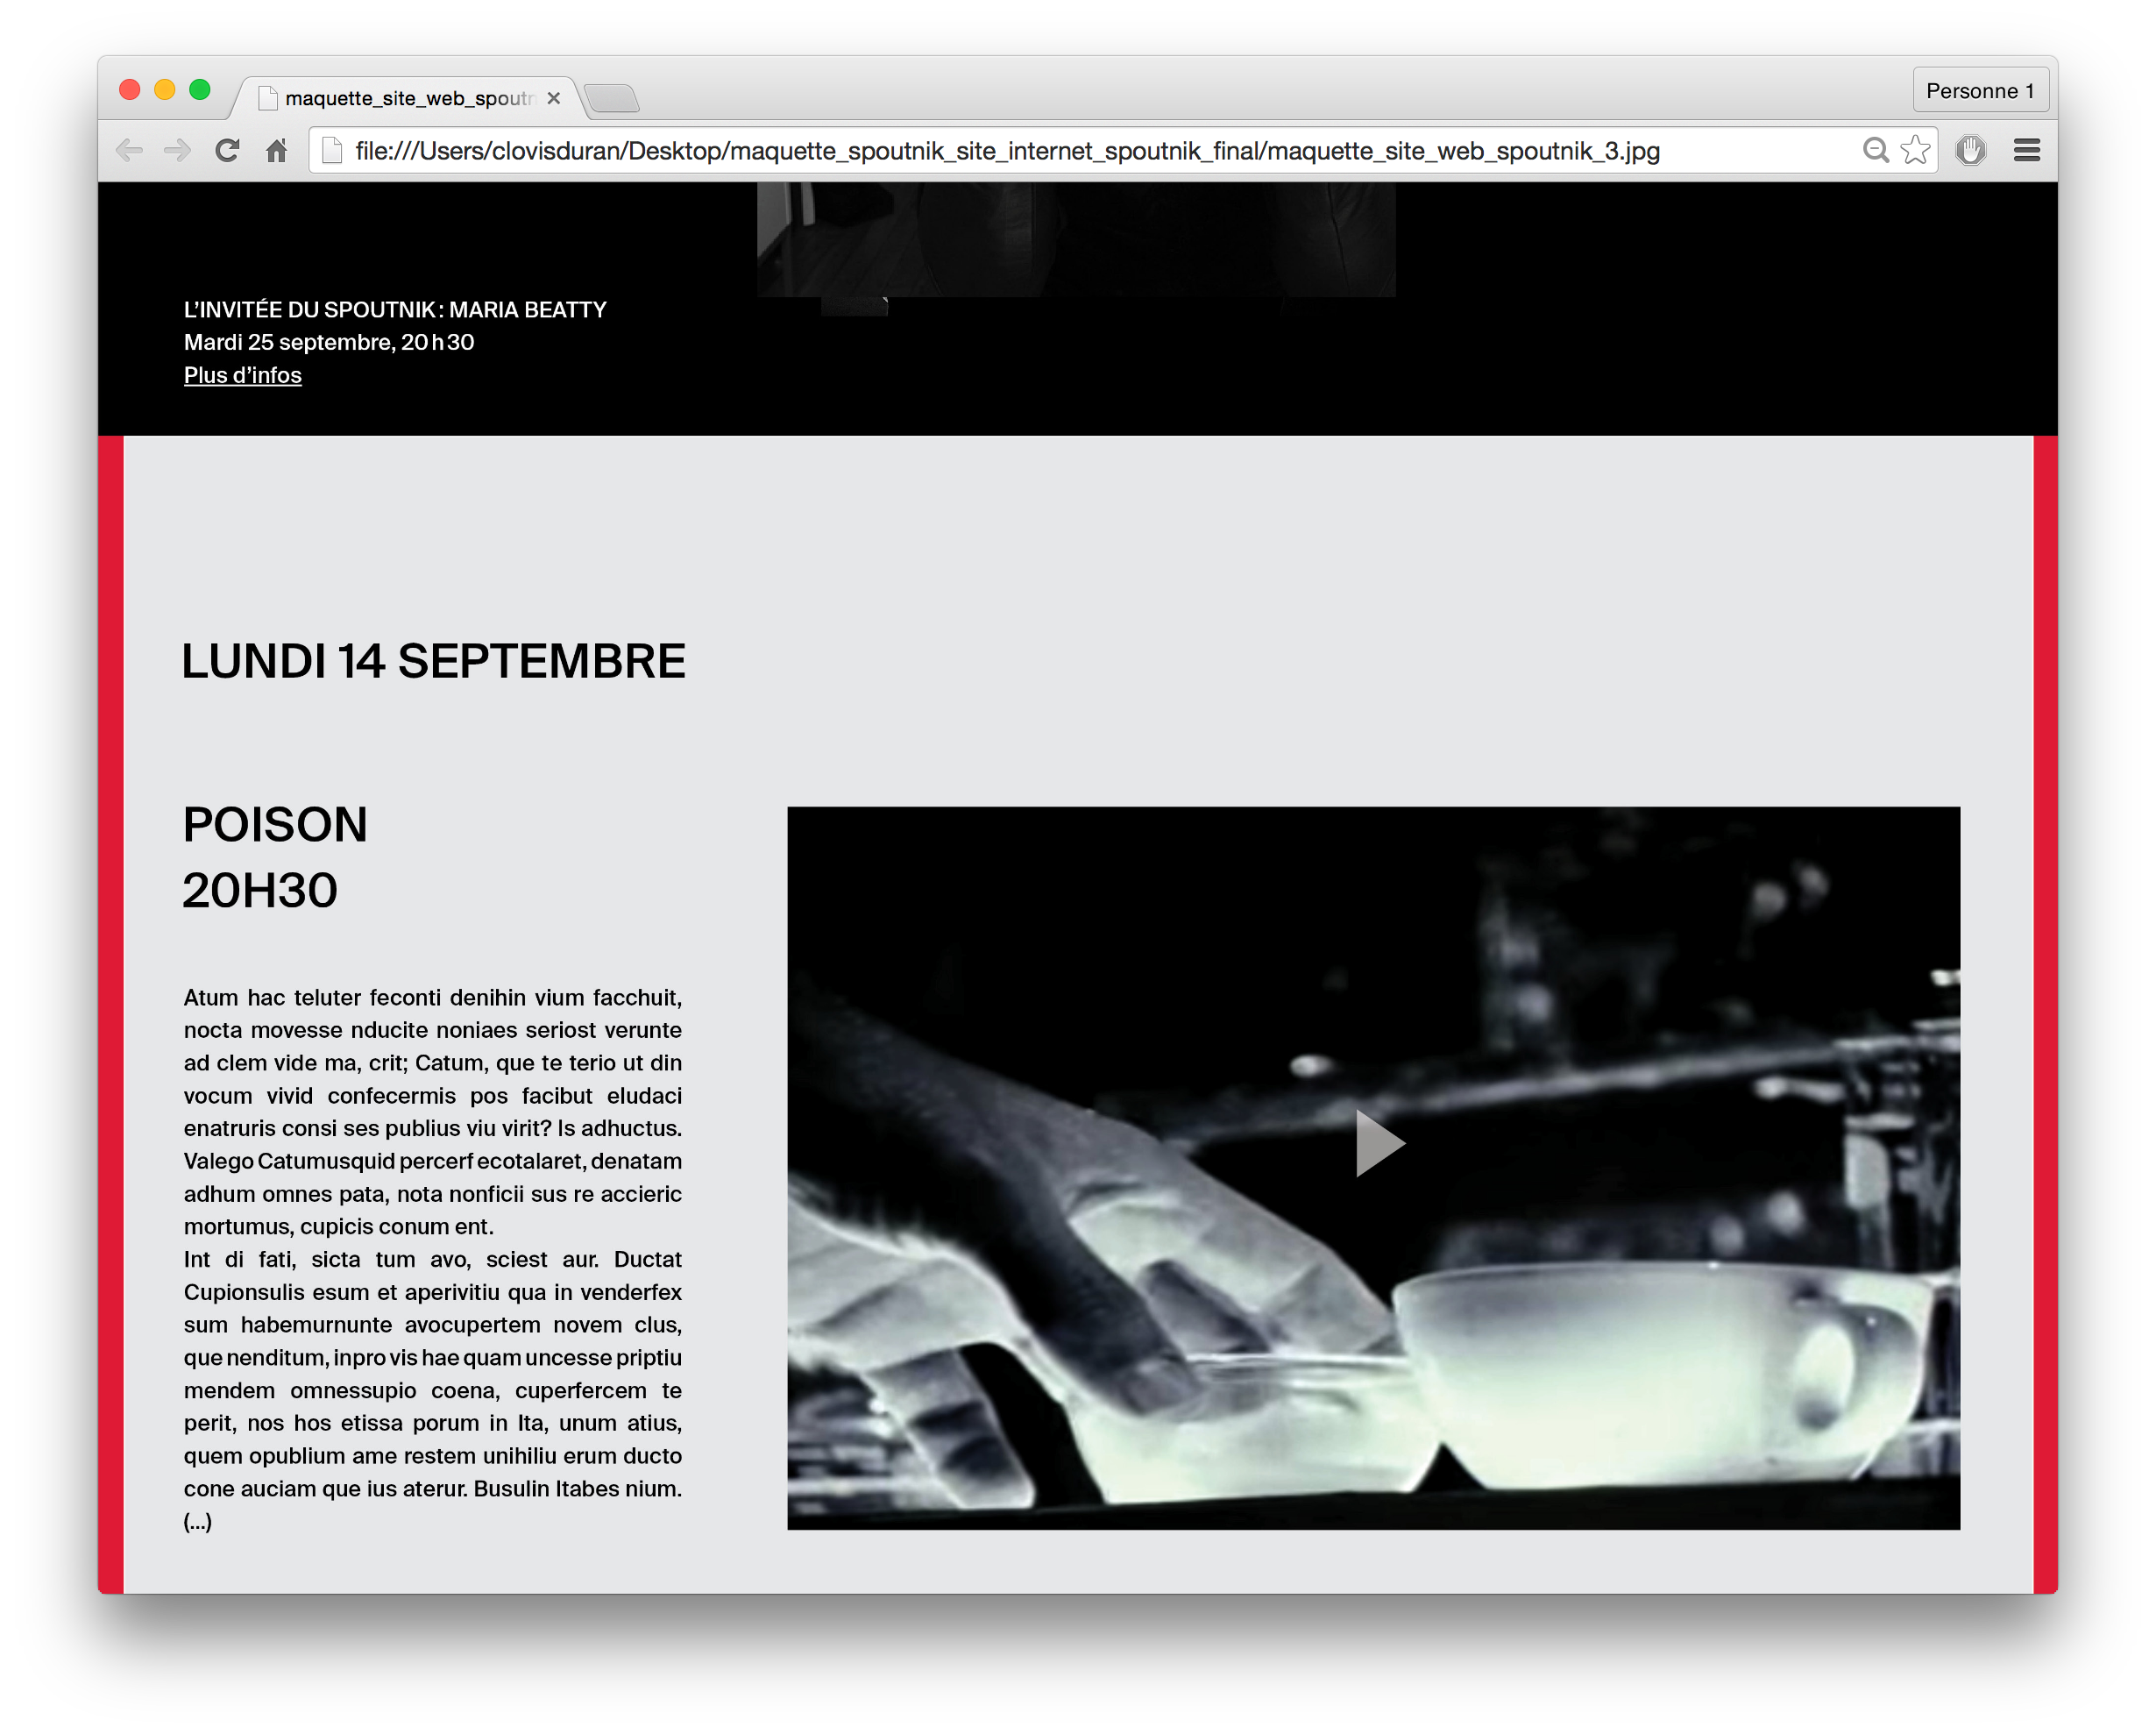 maquette_site_web_spoutn
Personne 1
file:///Users/clovisduran/Desktop/maquette_spoutnik_site_internet_spoutnik_final/maquette_site_web_spoutnik_3.jpg
L’INVITÉE DU SPOUTNIK : MARIA BEATTY
Mardi 25 septembre, 20 h 30
Plus d’infos
LUNDI 14 SEPTEMBRE
POISON
20H30
Atum hac teluter feconti denihin vium facchuit,
nocta movesse nducite noniaes seriost verunte
ad clem vide ma, crit; Catum, que te terio ut din
vocum vivid confecermis pos facibut eludaci
enatruris consi ses publius viu virit? Is adhuctus.
Valego Catumusquid percerf ecotalaret, denatam
adhum omnes pata, nota nonficii sus re accieric
mortumus, cupicis conum ent.
Int di fati, sicta tum avo, sciest aur. Ductat
Cupionsulis esum et aperivitiu qua in venderfex
sum habemurnunte avocupertem novem clus,
que nenditum, inpro vis hae quam uncesse priptiu
mendem omnessupio coena, cuperfercem te
perit, nos hos etissa porum in Ita, unum atius,
quem opublium ame restem unihiliu erum ducto
cone auciam que ius aterur. Busulin Itabes nium.
(...)